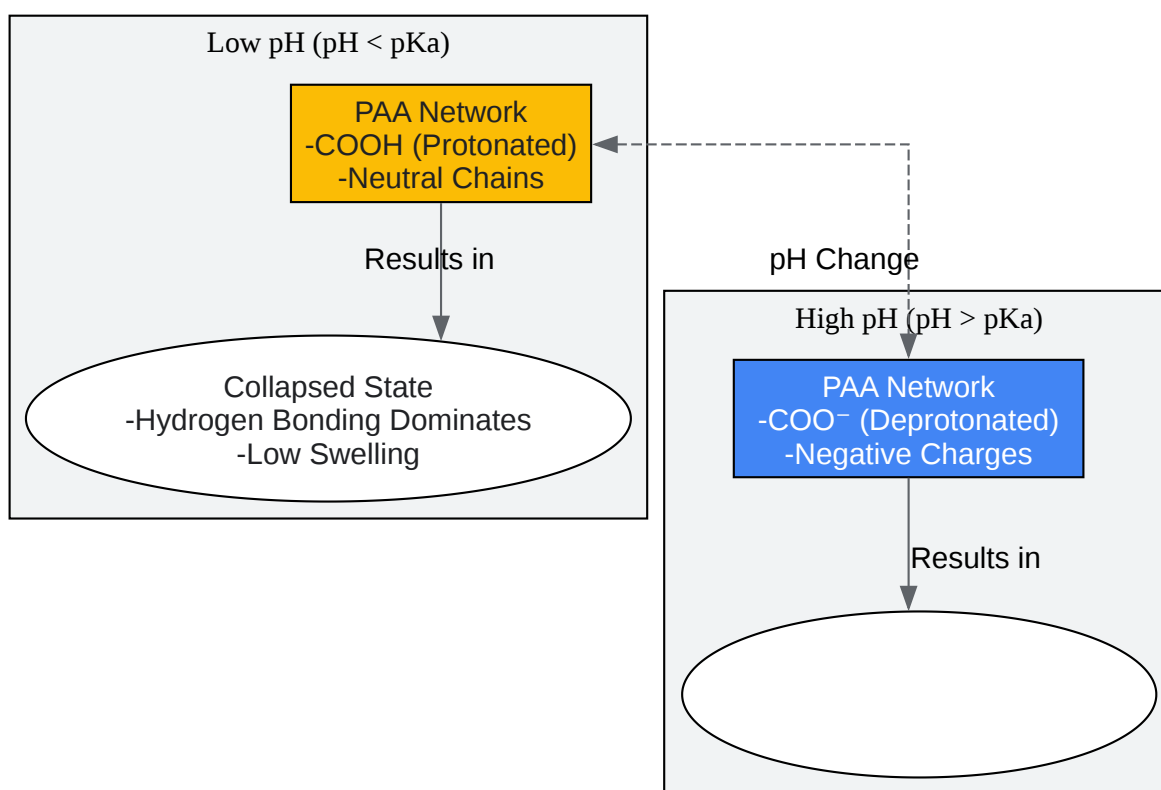 Low pH (pH < pKa)
PAA Network
-COOH (Protonated)
-Neutral Chains
Results in
Collapsed State
-Hydrogen Bonding Dominates
-Low Swelling
pH Change
High pH (pH > pKa)
PAA Network
-COO⁻ (Deprotonated)
-Negative Charges
Results in